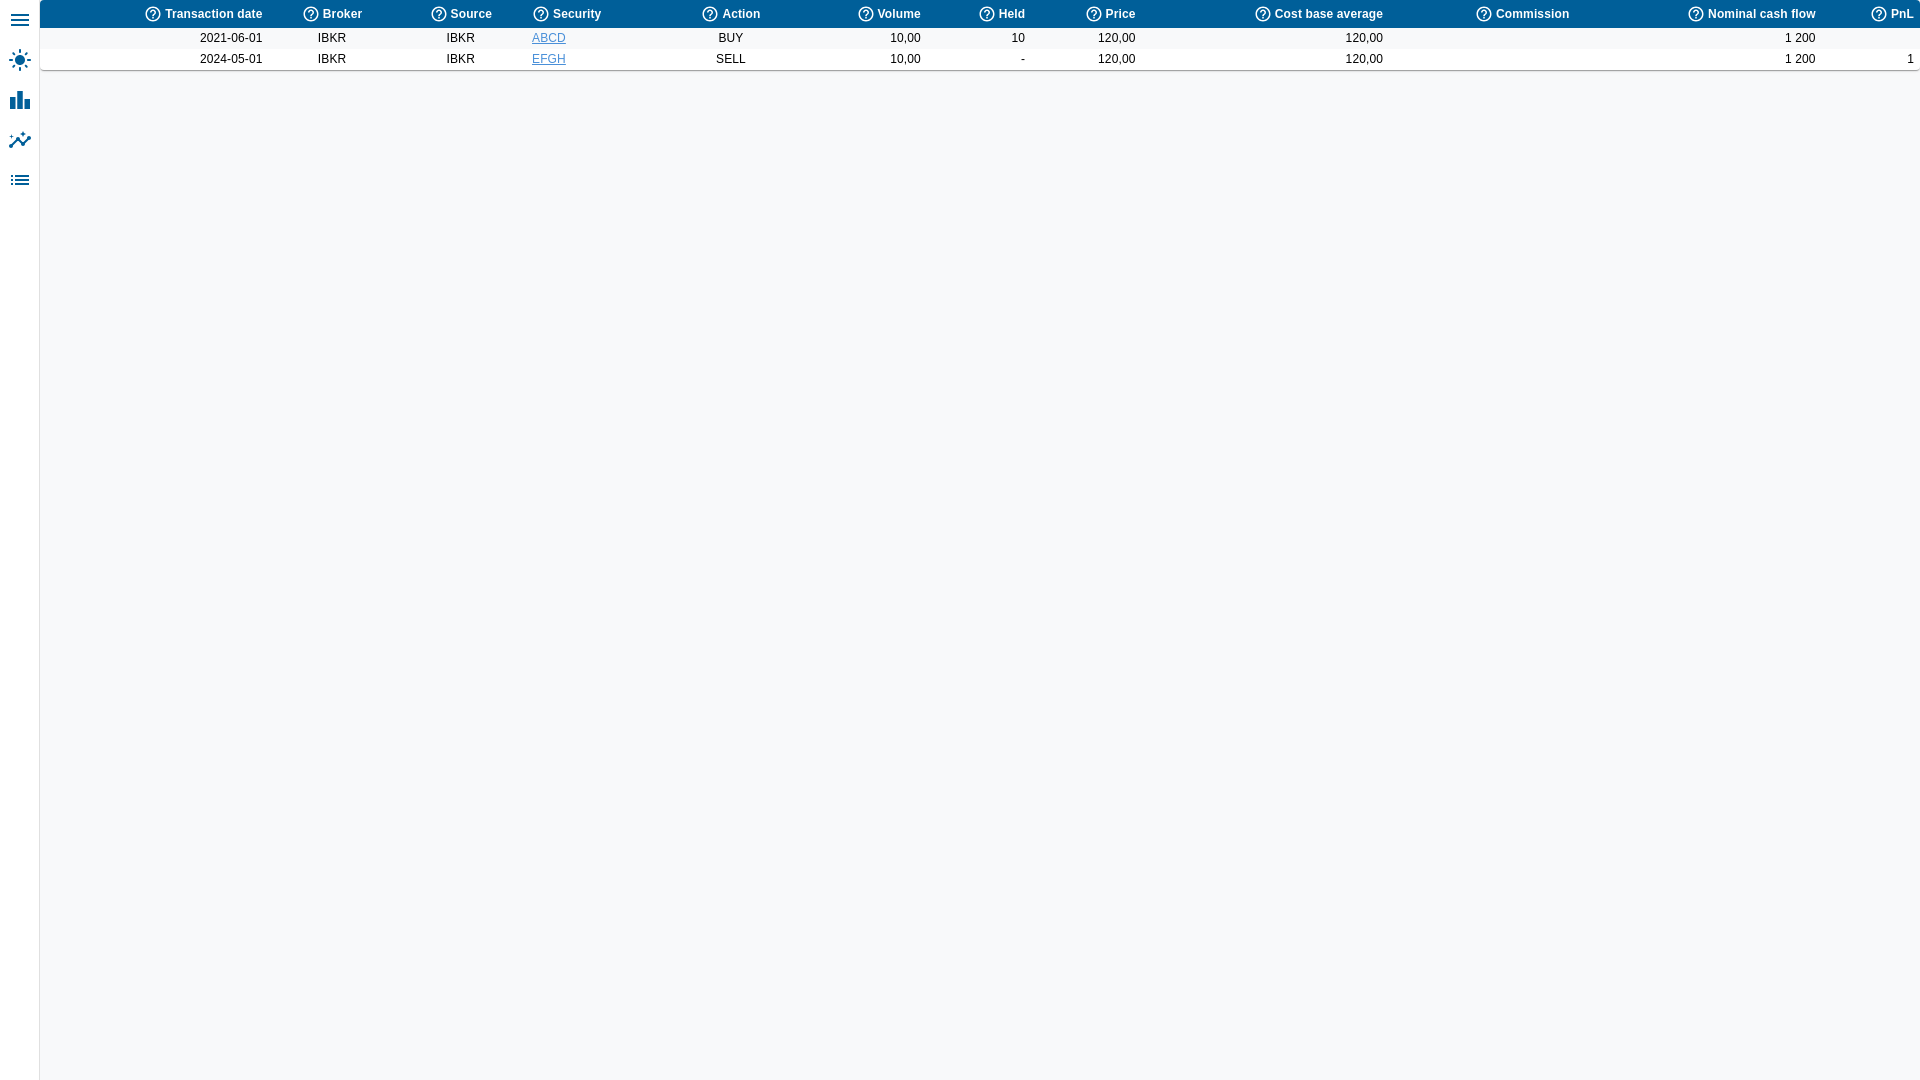 Transaction date Broker Source Security Action Volume Held Price Cost base average Commission Nominal cash flow PnL
2021-06-01 IBKR IBKR ABCD BUY 10,00 10 120,00 120,00 1 200
2024-05-01 IBKR IBKR EFGH SELL 10,00 - 120,00 120,00 1 200 1